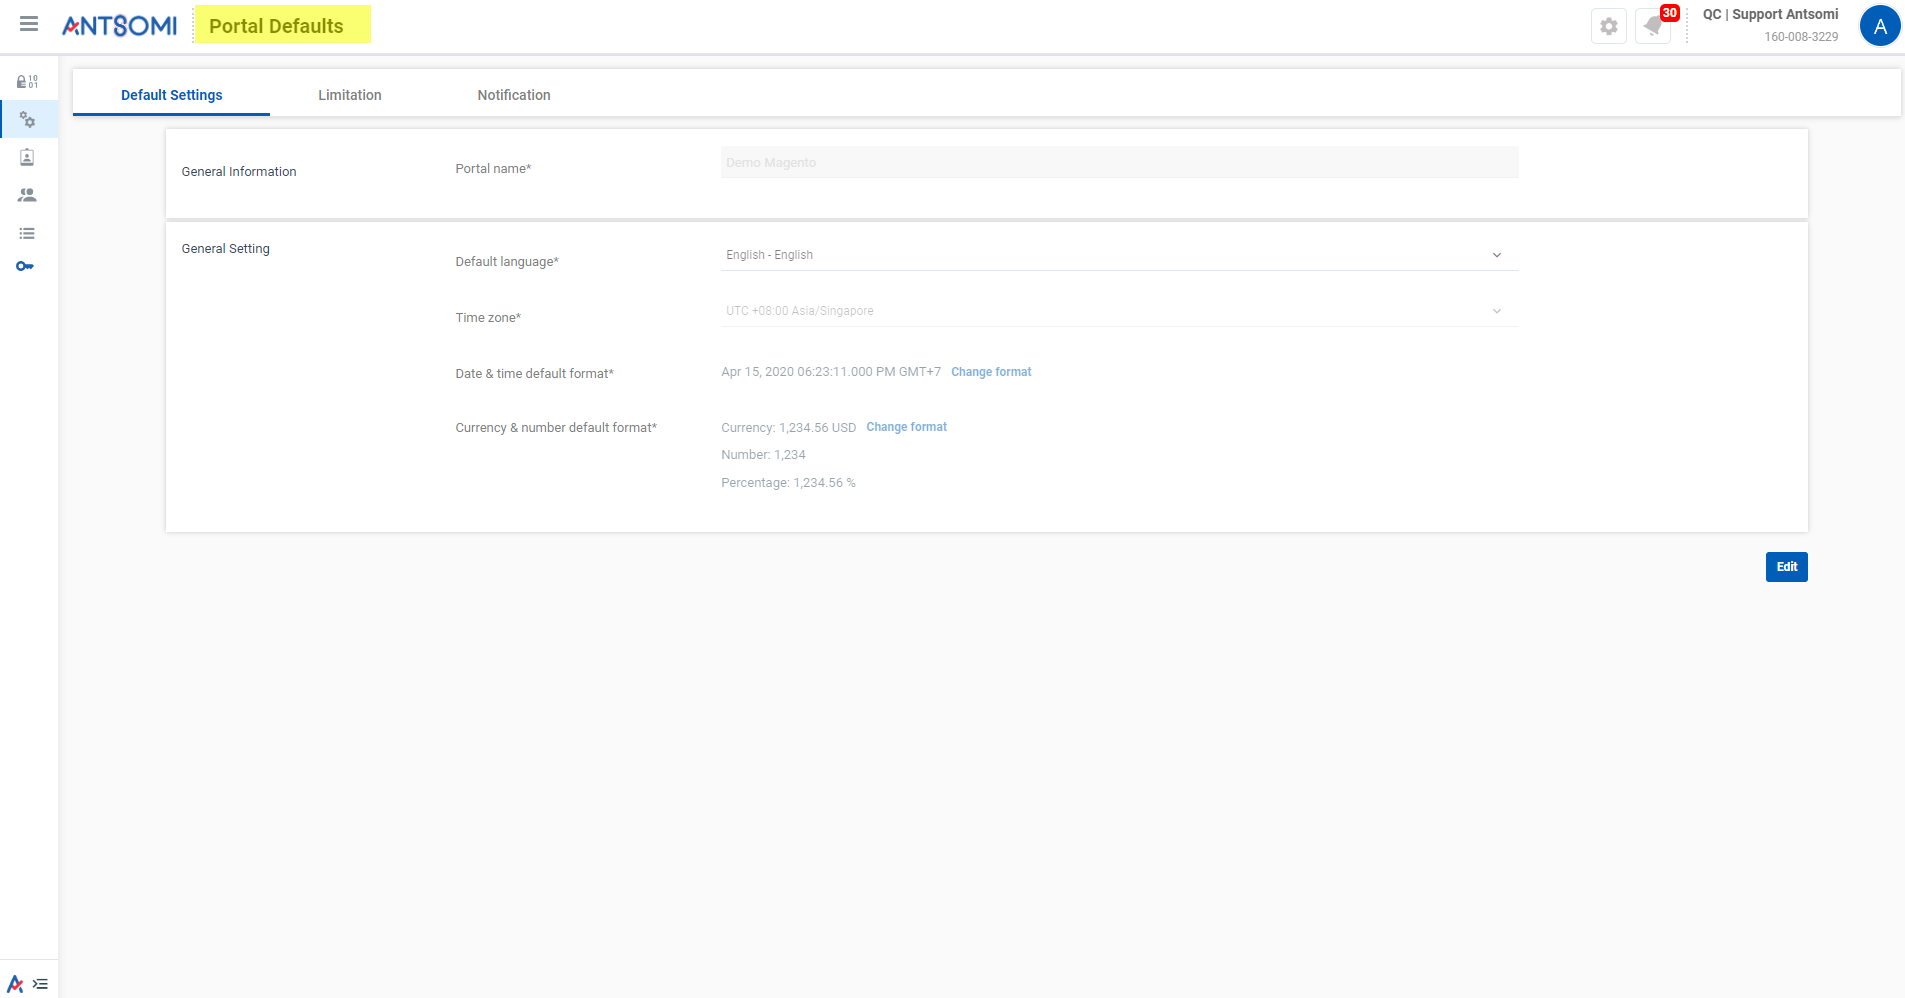 ANTSOMI
Portal Defaults
30
QC | Support Antsomi
160-008-3229
A
10
01
Default Settings
Limitation
Notification
General Information
Portal name*
Demo Magento
General Setting
Default language*
English - English
Time zone*
UTC +08:00 Asia/Singapore
Date & time default format*
Apr 15, 2020 06:23:11.000 PM GMT+7
Change format
Currency & number default format*
Currency: 1,234.56 USD
Change format
Number: 1,234
Percentage: 1,234.56 %
Edit